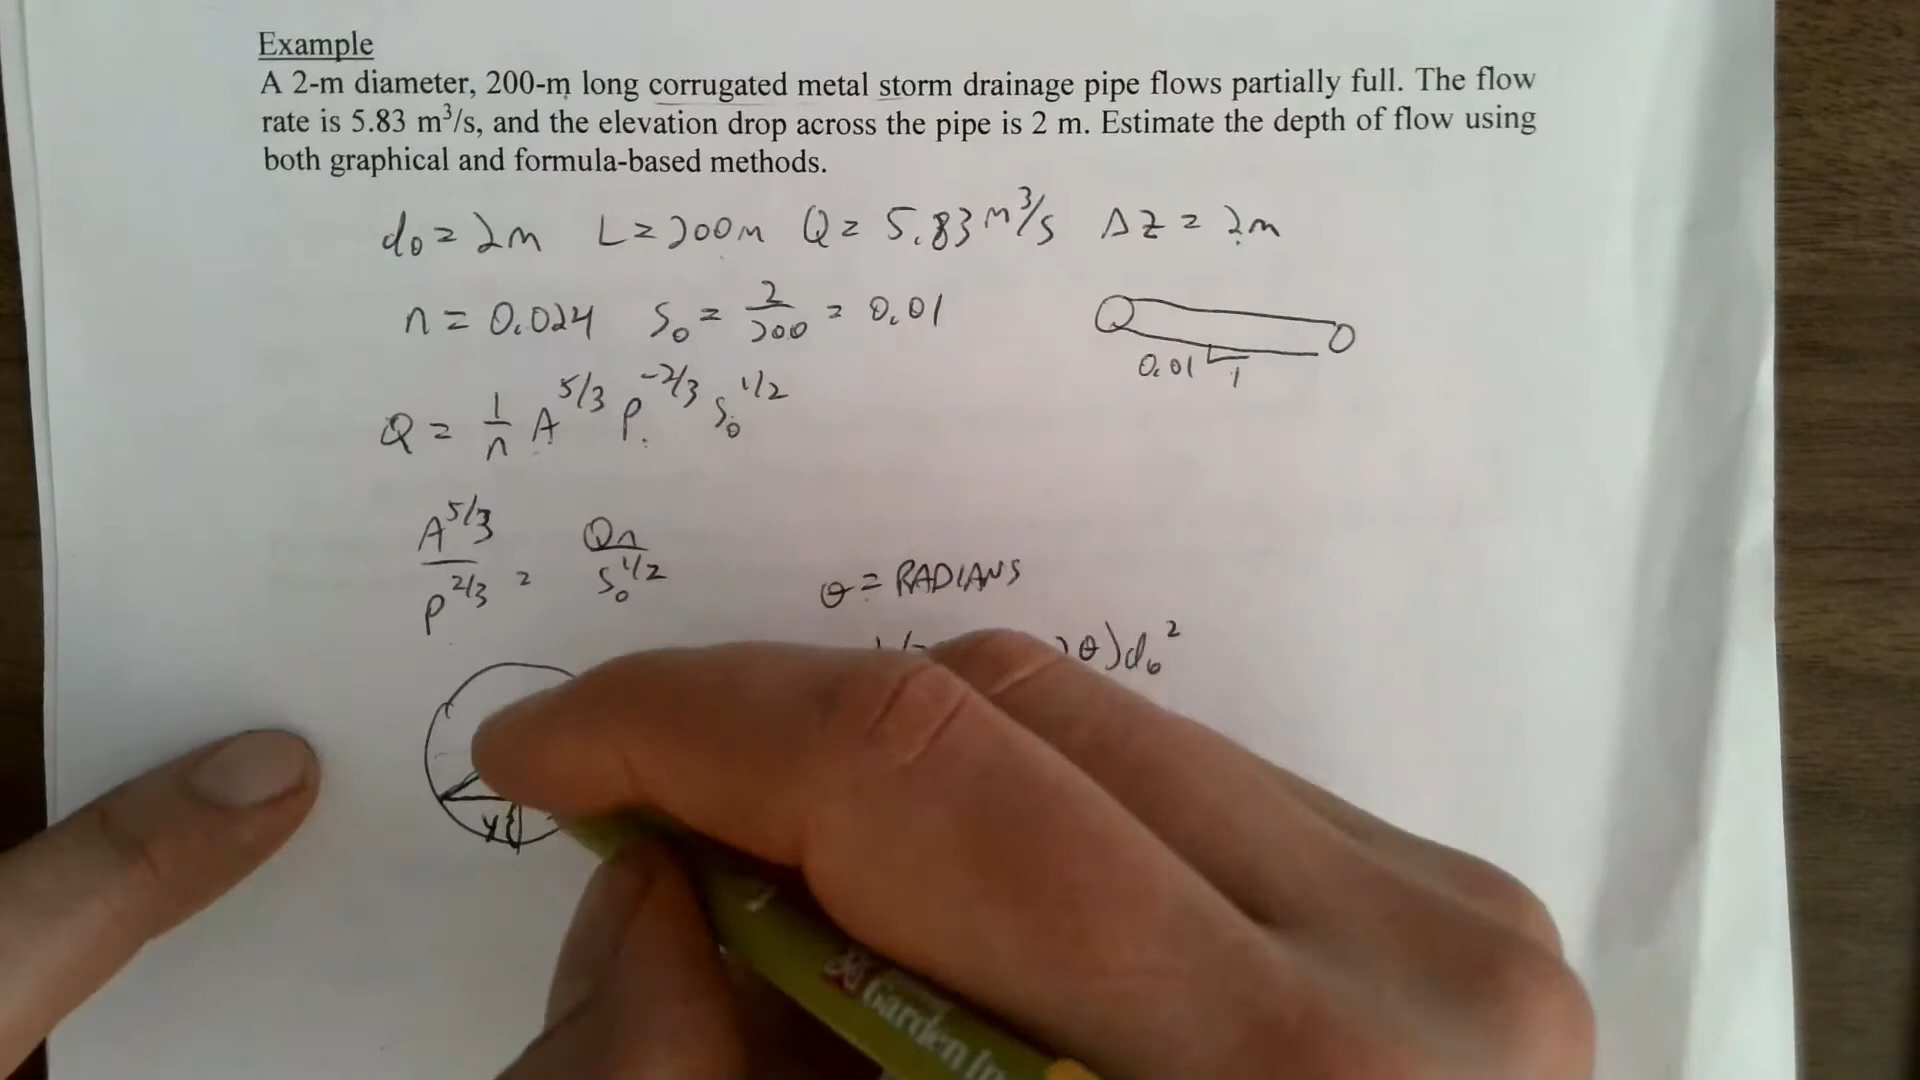 Example
A 2-m diameter, 200-m long corrugated metal storm drainage pipe flows partially full. The flow
rate is 5.83 m³/s, and the elevation drop across the pipe is 2 m. Estimate the depth of flow using
both graphical and formula-based methods.
d₀ = 2m L = 200m Q = 5.83 m³/s ΔZ = 2m
n = 0.024 S₀ = 2/200 = 0.01
0.01 1
Q = 1/n A^5/3 P^-2/3 S₀^1/2
A^5/3 / P^2/3 = Qn / S₀^1/2
θ = RADIANS
θ)d₀²
y
Garden In